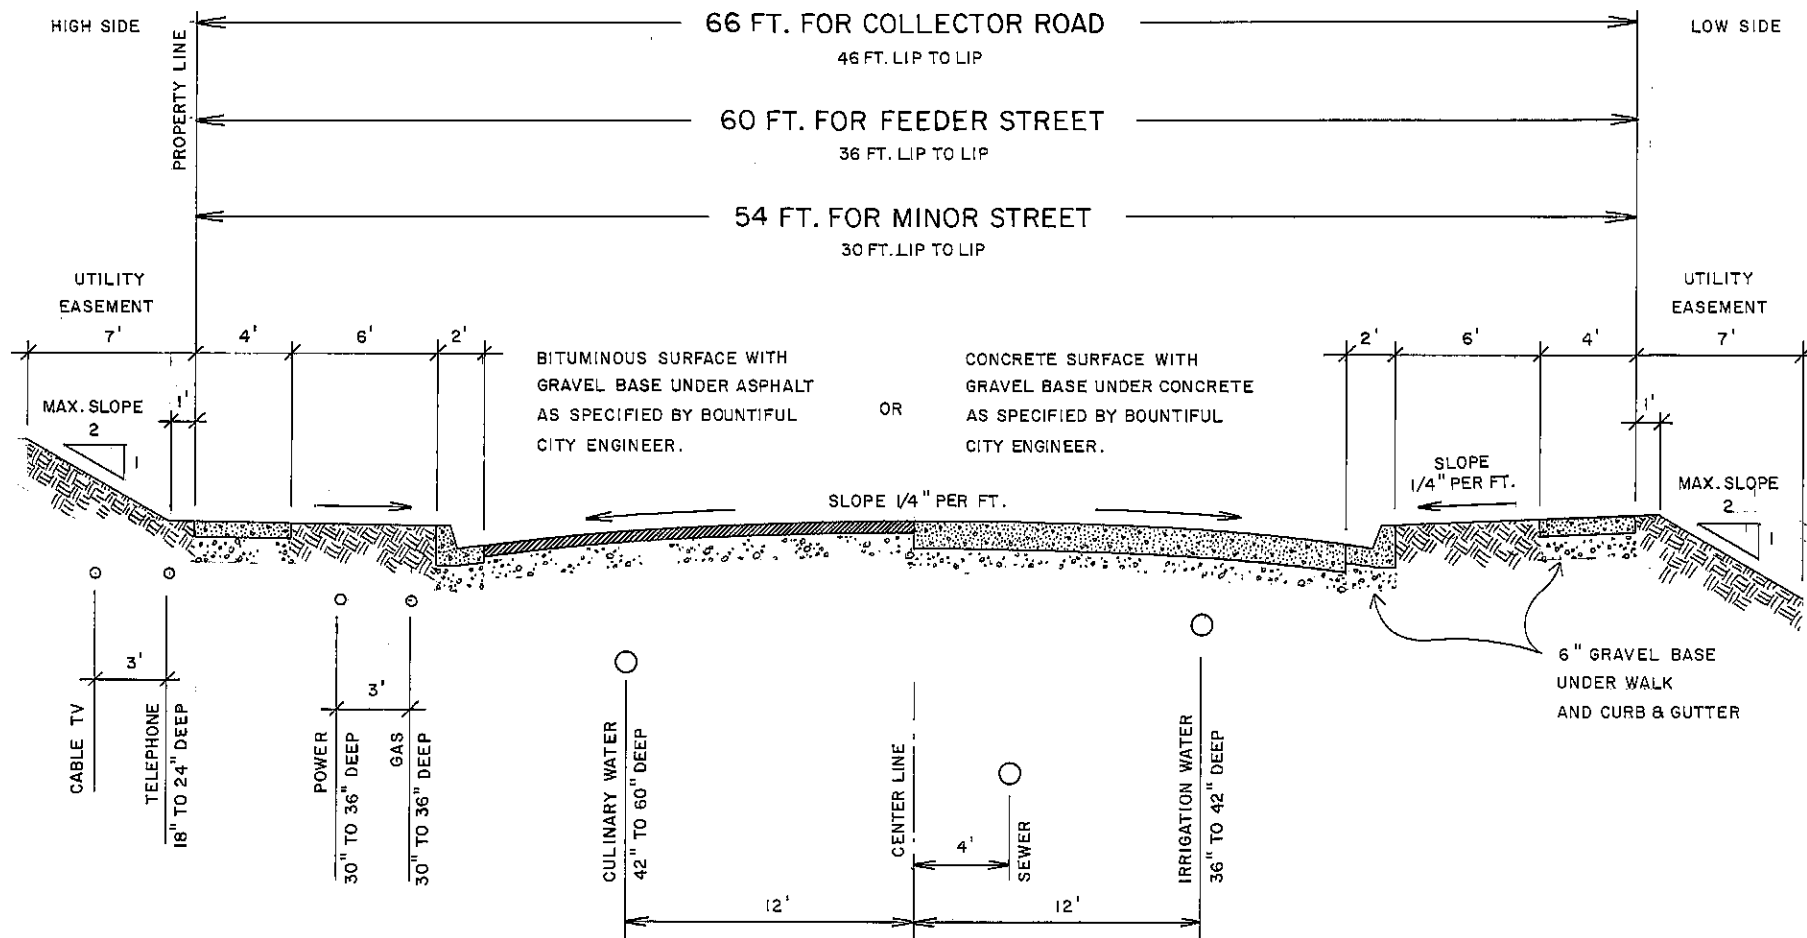 HIGH SIDE
PROPERTY LINE
66 FT. FOR COLLECTOR ROAD
46 FT. LIP TO LIP
LOW SIDE
60 FT. FOR FEEDER STREET
36 FT. LIP TO LIP
54 FT. FOR MINOR STREET
30 FT. LIP TO LIP
UTILITY
EASEMENT
7'
4'
6'
2'
UTILITY
EASEMENT
2'
6'
4'
7'
BITUMINOUS SURFACE WITH
GRAVEL BASE UNDER ASPHALT
AS SPECIFIED BY BOUNTIFUL
CITY ENGINEER.
OR
CONCRETE SURFACE WITH
GRAVEL BASE UNDER CONCRETE
AS SPECIFIED BY BOUNTIFUL
CITY ENGINEER.
MAX. SLOPE
2
1
1'
1'
SLOPE
1/4" PER FT.
MAX. SLOPE
2
1
SLOPE 1/4" PER FT.
6" GRAVEL BASE
UNDER WALK
AND CURB & GUTTER
3'
3'
CABLE TV
TELEPHONE
18" TO 24" DEEP
POWER
30" TO 36" DEEP
GAS
30" TO 36" DEEP
CULINARY WATER
42" TO 60" DEEP
CENTER LINE
4'
SEWER
IRRIGATION WATER
36" TO 42" DEEP
12'
12'